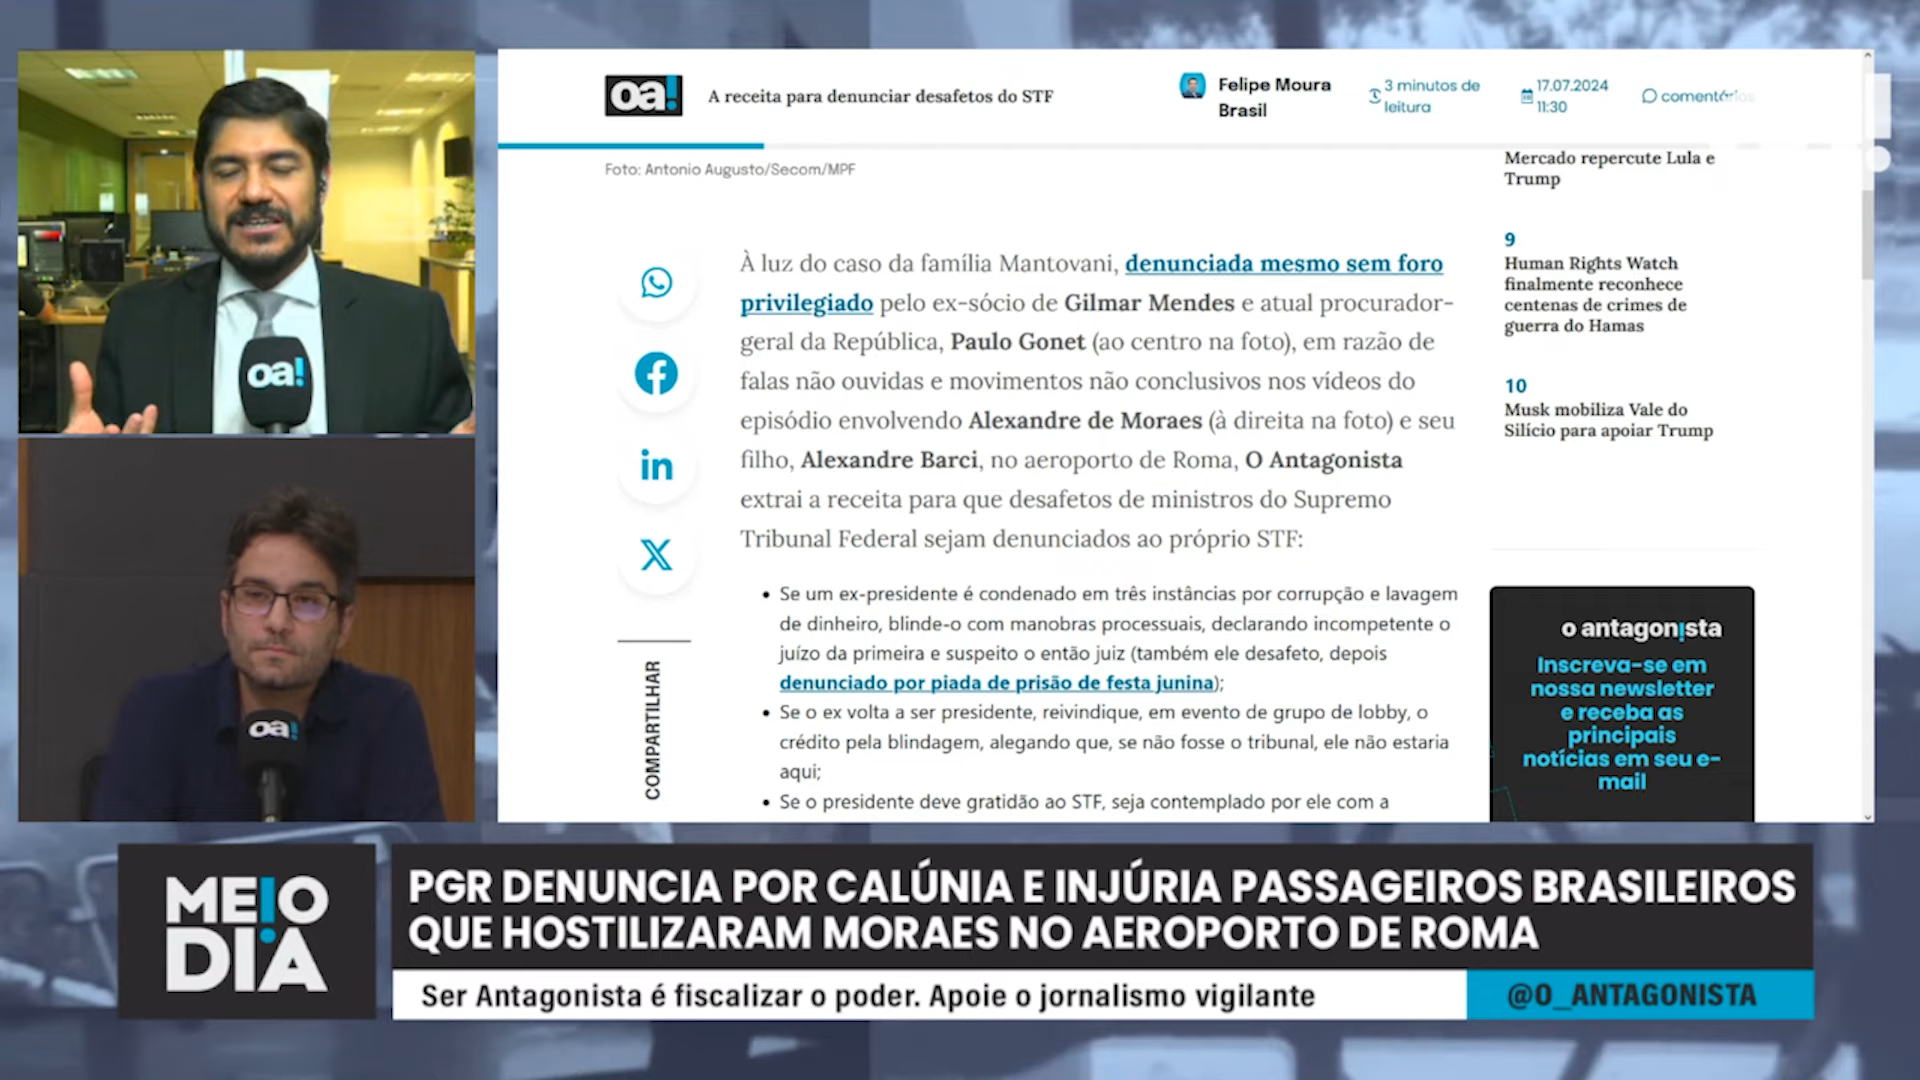 oa!
A receita para denunciar desafetos do STF
Felipe Moura
Brasil
3 minutos de
leitura
17.07.2024
11:30
comentários
Foto: Antonio Augusto/Secom/MPF
À luz do caso da família Mantovani, denunciada mesmo sem foro
privilegiado pelo ex-sócio de Gilmar Mendes e atual procurador-
geral da República, Paulo Gonet (ao centro na foto), em razão de
falas não ouvidas e movimentos não conclusivos nos vídeos do
episódio envolvendo Alexandre de Moraes (à direita na foto) e seu
filho, Alexandre Barci, no aeroporto de Roma, O Antagonista
extrai a receita para que desafetos de ministros do Supremo
Tribunal Federal sejam denunciados ao próprio STF:
• Se um ex-presidente é condenado em três instâncias por corrupção e lavagem
de dinheiro, blinde-o com manobras processuais, declarando incompetente o
juízo da primeira e suspeito o então juiz (também ele desafeto, depois
denunciado por piada de prisão de festa junina);
• Se o ex volta a ser presidente, reivindique, em evento de grupo de lobby, o
crédito pela blindagem, alegando que, se não fosse o tribunal, ele não estaria
aqui;
• Se o presidente deve gratidão ao STF, seja contemplado por ele com a
COMPARTILHAR
Mercado repercute Lula e
Trump
9
Human Rights Watch
finalmente reconhece
centenas de crimes de
guerra do Hamas
10
Musk mobiliza Vale do
Silício para apoiar Trump
o antagonista
Inscreva-se em
nossa newsletter
e receba as
principais
notícias em seu e-
mail
oa!
oa!
MEIO
DIA
PGR DENUNCIA POR CALÚNIA E INJÚRIA PASSAGEIROS BRASILEIROS
QUE HOSTILIZARAM MORAES NO AEROPORTO DE ROMA
Ser Antagonista é fiscalizar o poder. Apoie o jornalismo vigilante
@O_ANTAGONISTA